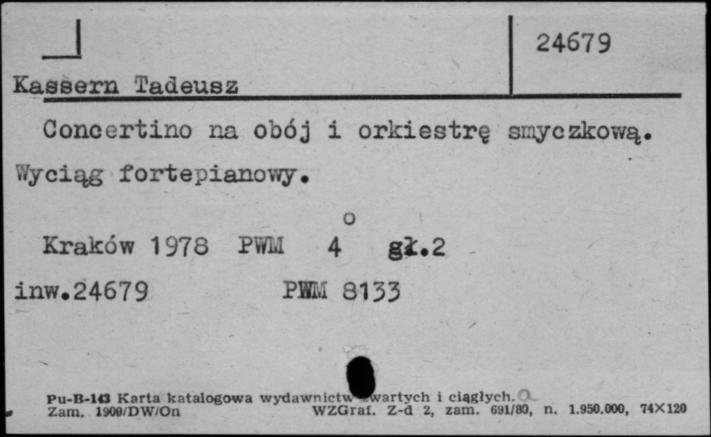 24679
Kassern Tadeusz
Concertino na obój i orkiestrę smyczkową.
Wyciąg fortepianowy.
Kraków 1978 PWM 4° gł.2
inw.24679 PWM 8133
Pu-B-143 Karta katalogowa wydawnictw zwartych i ciągłych.
Zam. 1900/DW/On WZGraf. Z-d 2, zam. 691/80, n. 1.950.000, 74X120